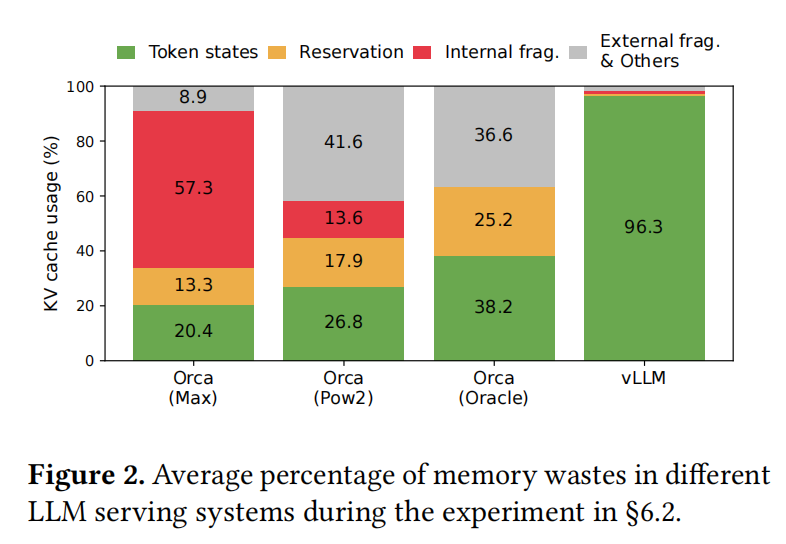 Token states
Reservation
Internal frag.
External frag.
& Others
KV cache usage (%)
100
80
60
40
20
0
8.9
57.3
13.3
20.4
41.6
13.6
17.9
26.8
36.6
25.2
38.2
96.3
Orca
(Max)
Orca
(Pow2)
Orca
(Oracle)
vLLM
Figure 2. Average percentage of memory wastes in different
LLM serving systems during the experiment in §6.2.